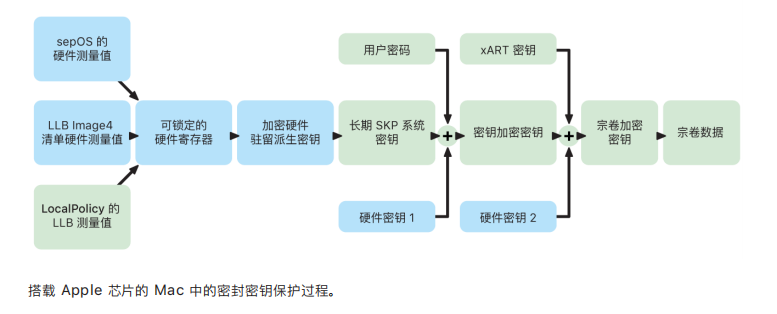 sepOS 的
硬件测量值
用户密码
xART 密钥
LLB Image4
清单硬件测量值
可锁定的
硬件寄存器
加密硬件
驻留派生密钥
长期 SKP 系统
密钥
+
密钥加密密钥
+
宗卷加密
密钥
宗卷数据
LocalPolicy 的
LLB 测量值
硬件密钥 1
硬件密钥 2
搭载 Apple 芯片的 Mac 中的密封密钥保护过程。